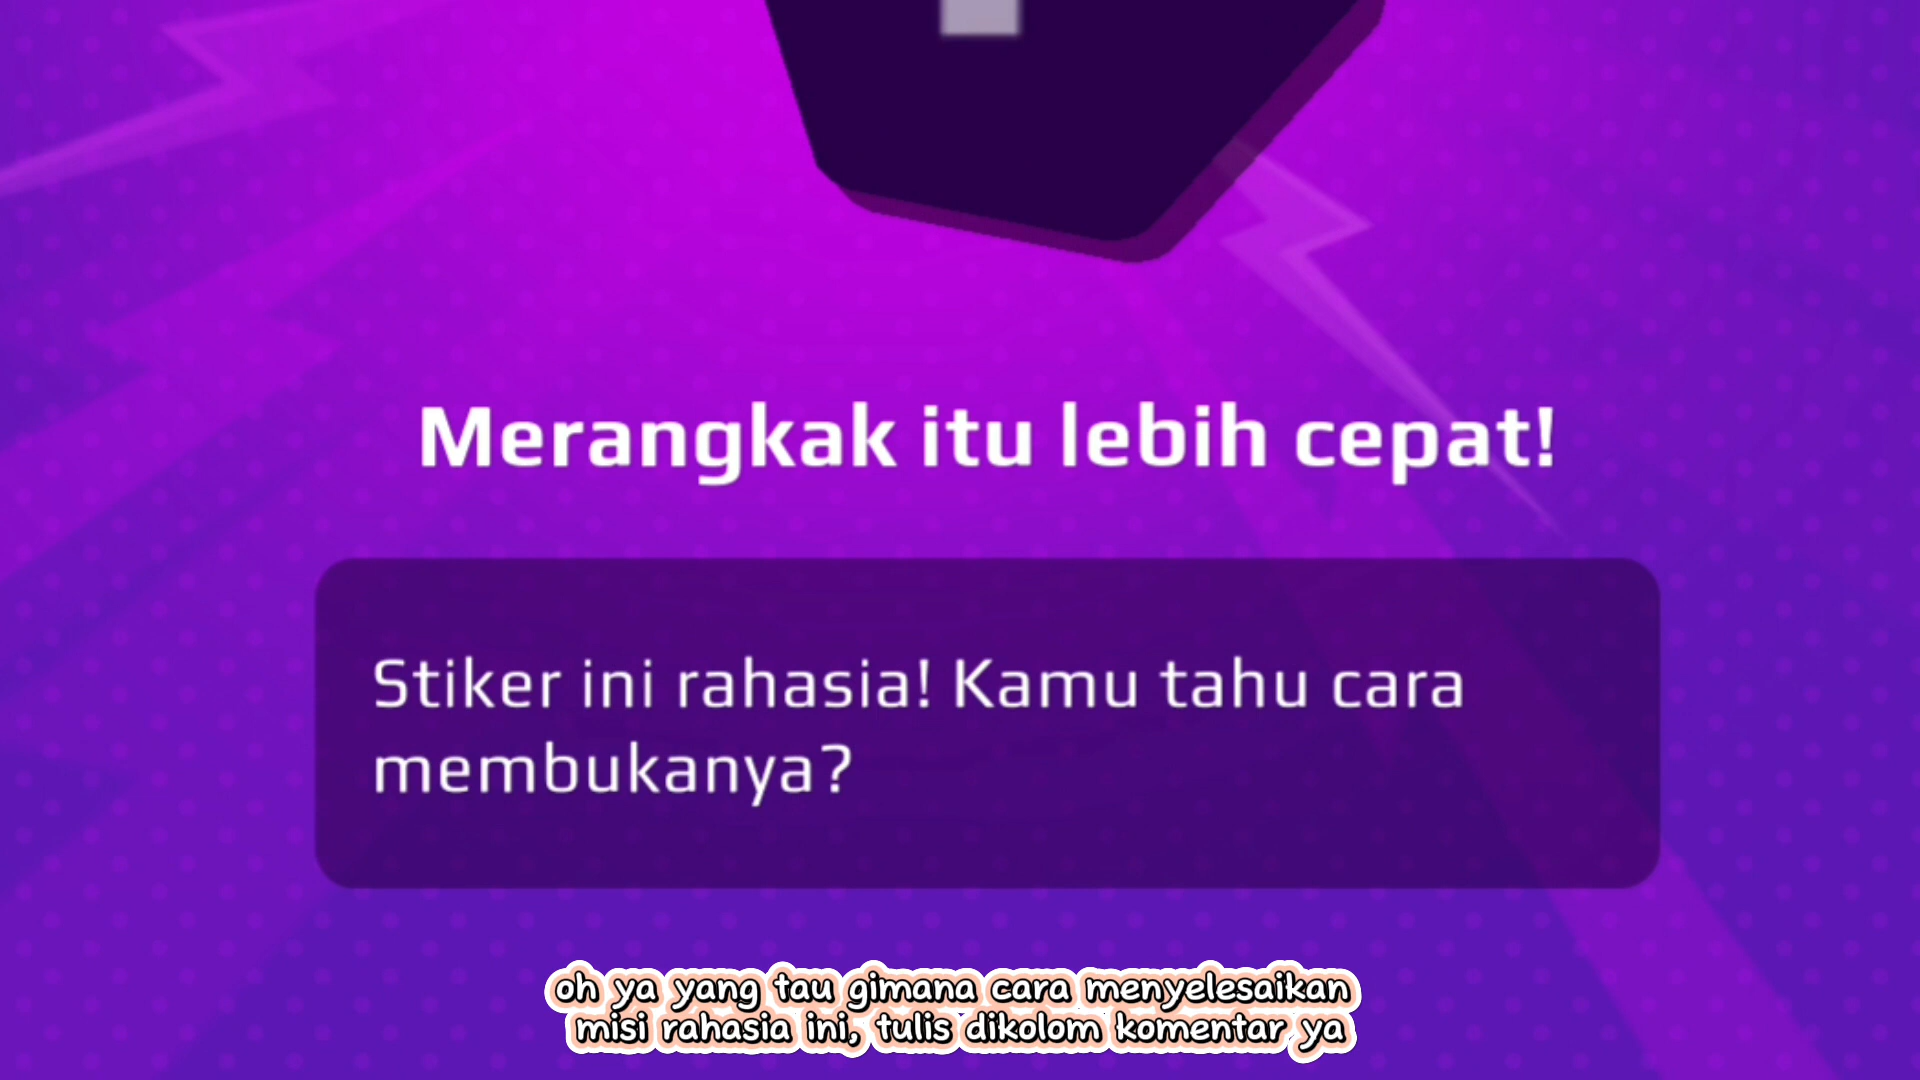 Merangkak itu lebih cepat!
Stiker ini rahasia! Kamu tahu cara
membukanya?
oh ya yang tau gimana cara menyelesaikan
misi rahasia ini, tulis dikolom komentar ya